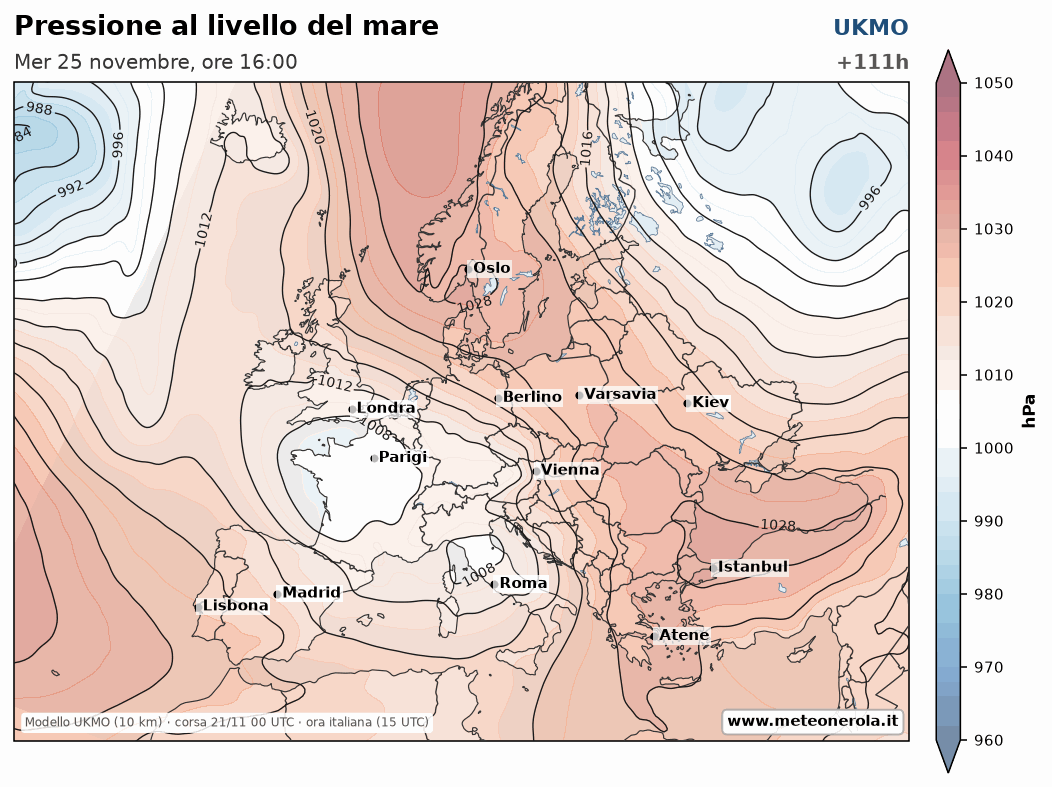 Pressione al livello del mare
UKMO
Mer 25 novembre, ore 16:00
+111h
988
84
996
992
1012
1020
1016
996
1028
1012
1008
1028
1008
Oslo
Berlino
Varsavia
Kiev
Londra
Parigi
Vienna
Istanbul
Roma
Madrid
Lisbona
Atene
Modello UKMO (10 km) · corsa 21/11 00 UTC · ora italiana (15 UTC)
www.meteonerola.it
1050
1040
1030
1020
1010
1000
990
980
970
960
hPa